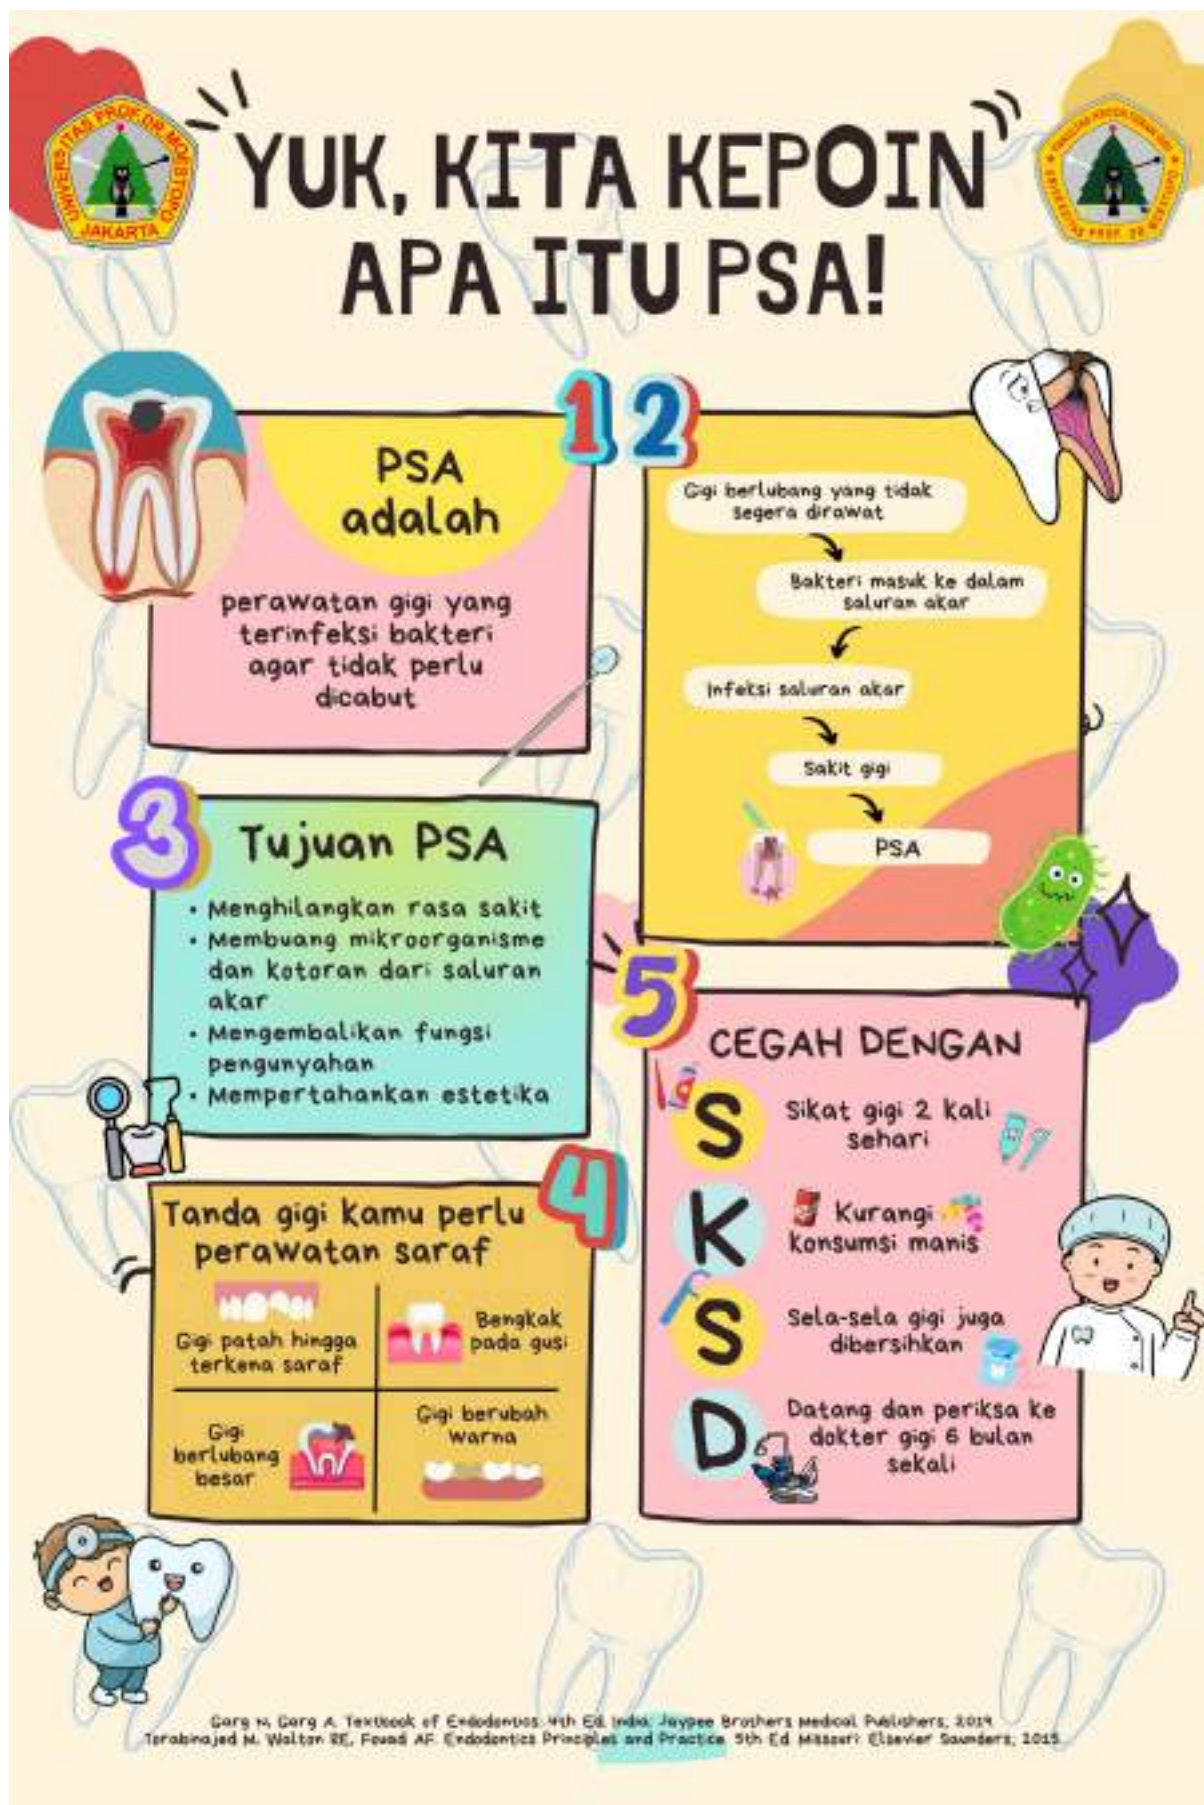 UNIVERSITAS PROF.DR.MOESTOPO
JAKARTA
YUK, KITA KEPOIN
APA ITU PSA!
1
PSA
adalah
perawatan gigi yang
terinfeksi bakteri
agar tidak perlu
dicabut
2
Gigi berlubang yang tidak
segera dirawat
Bakteri masuk ke dalam
saluran akar
Infeksi saluran akar
Sakit gigi
PSA
3
Tujuan PSA
• Menghilangkan rasa sakit
• Membuang mikroorganisme
dan kotoran dari saluran
akar
• Mengembalikan fungsi
pengunyahan
• Mempertahankan estetika
4
Tanda gigi kamu perlu
perawatan saraf
Gigi patah hingga
terkena saraf
Bengkak
pada gusi
Gigi
berlubang
besar
Gigi berubah
warna
5
CEGAH DENGAN
S
Sikat gigi 2 kali
sehari
K
Kurangi
konsumsi manis
S
Sela-sela gigi juga
dibersihkan
D
Datang dan periksa ke
dokter gigi 6 bulan
sekali
Garg N, Garg A. Textbook of Endodontics. 4th Ed. India: Jaypee Brothers Medical Publishers, 2019.
Torabinajed M. Walton RE, Fouad AF. Endodontics Principles and Practice. 5th Ed. Missouri: Elsevier Saunders, 2015.